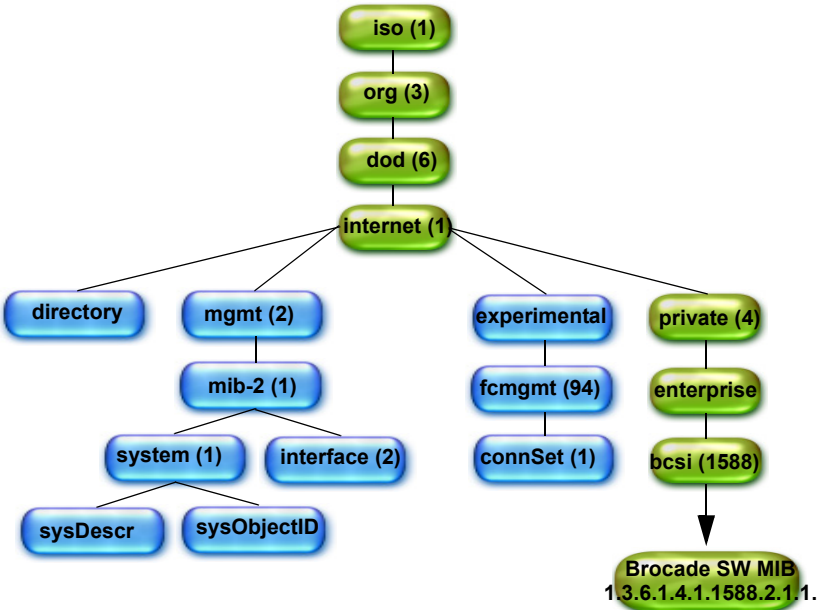 iso (1)
org (3)
dod (6)
internet (1)
directory
mgmt (2)
experimental
private (4)
mib-2 (1)
fcmgmt (94)
enterprise
system (1)
interface (2)
connSet (1)
bcsi (1588)
sysDescr
sysObjectID
Brocade SW MIB
1.3.6.1.4.1.1588.2.1.1.